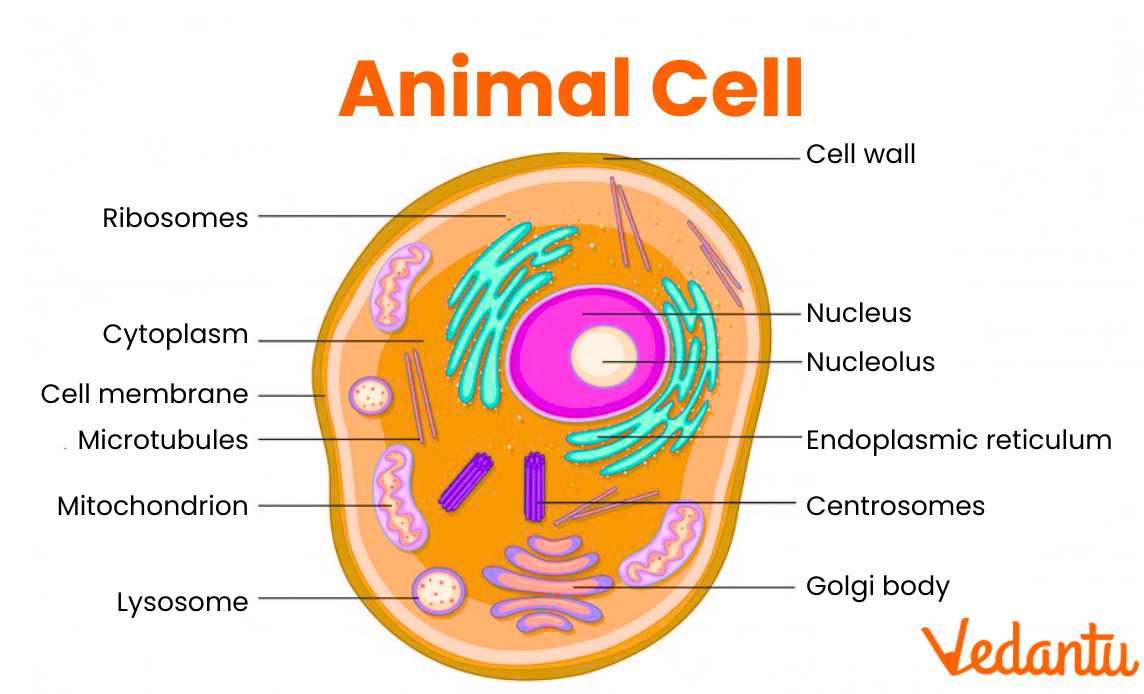 Animal Cell
Cell wall
Ribosomes
Nucleus
Cytoplasm
Nucleolus
Cell membrane
Microtubules
Endoplasmic reticulum
Mitochondrion
Centrosomes
Golgi body
Lysosome
Vedantu